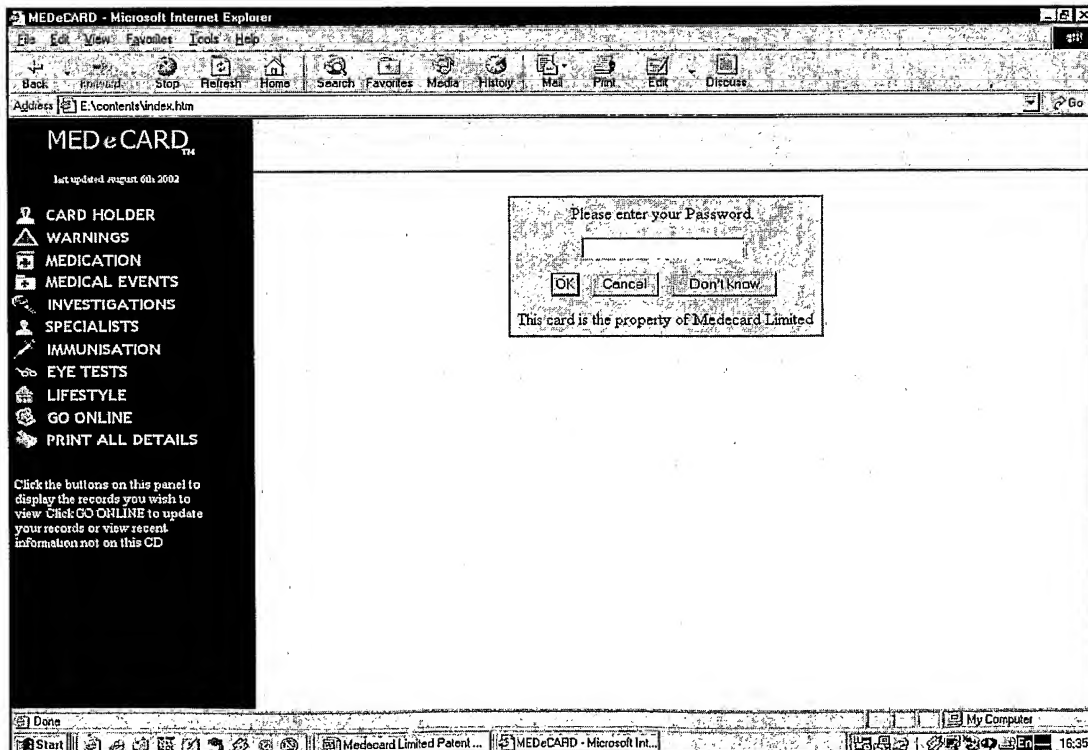 MEDeCARD - Microsoft Internet Explorer
File Edit View Favorites Tools Help
Back Forward Stop Refresh Home Search Favorites Media History Mail Print Edit Discuss
Address E:\contents\index.htm Go
MEDeCARD TM
last updated August 6th 2002
CARD HOLDER
WARNINGS
MEDICATION
MEDICAL EVENTS
INVESTIGATIONS
SPECIALISTS
IMMUNISATION
EYE TESTS
LIFESTYLE
GO ONLINE
PRINT ALL DETAILS
Click the buttons on this panel to
display the records you wish to
view Click GO ONLINE to update
your records or view recent
information not on this CD
Please enter your Password.
OK Cancel Don't know
This card is the property of Medecard Limited
Done My Computer
Start Medecard Limited Patent ... MEDeCARD - Microsoft Int... En